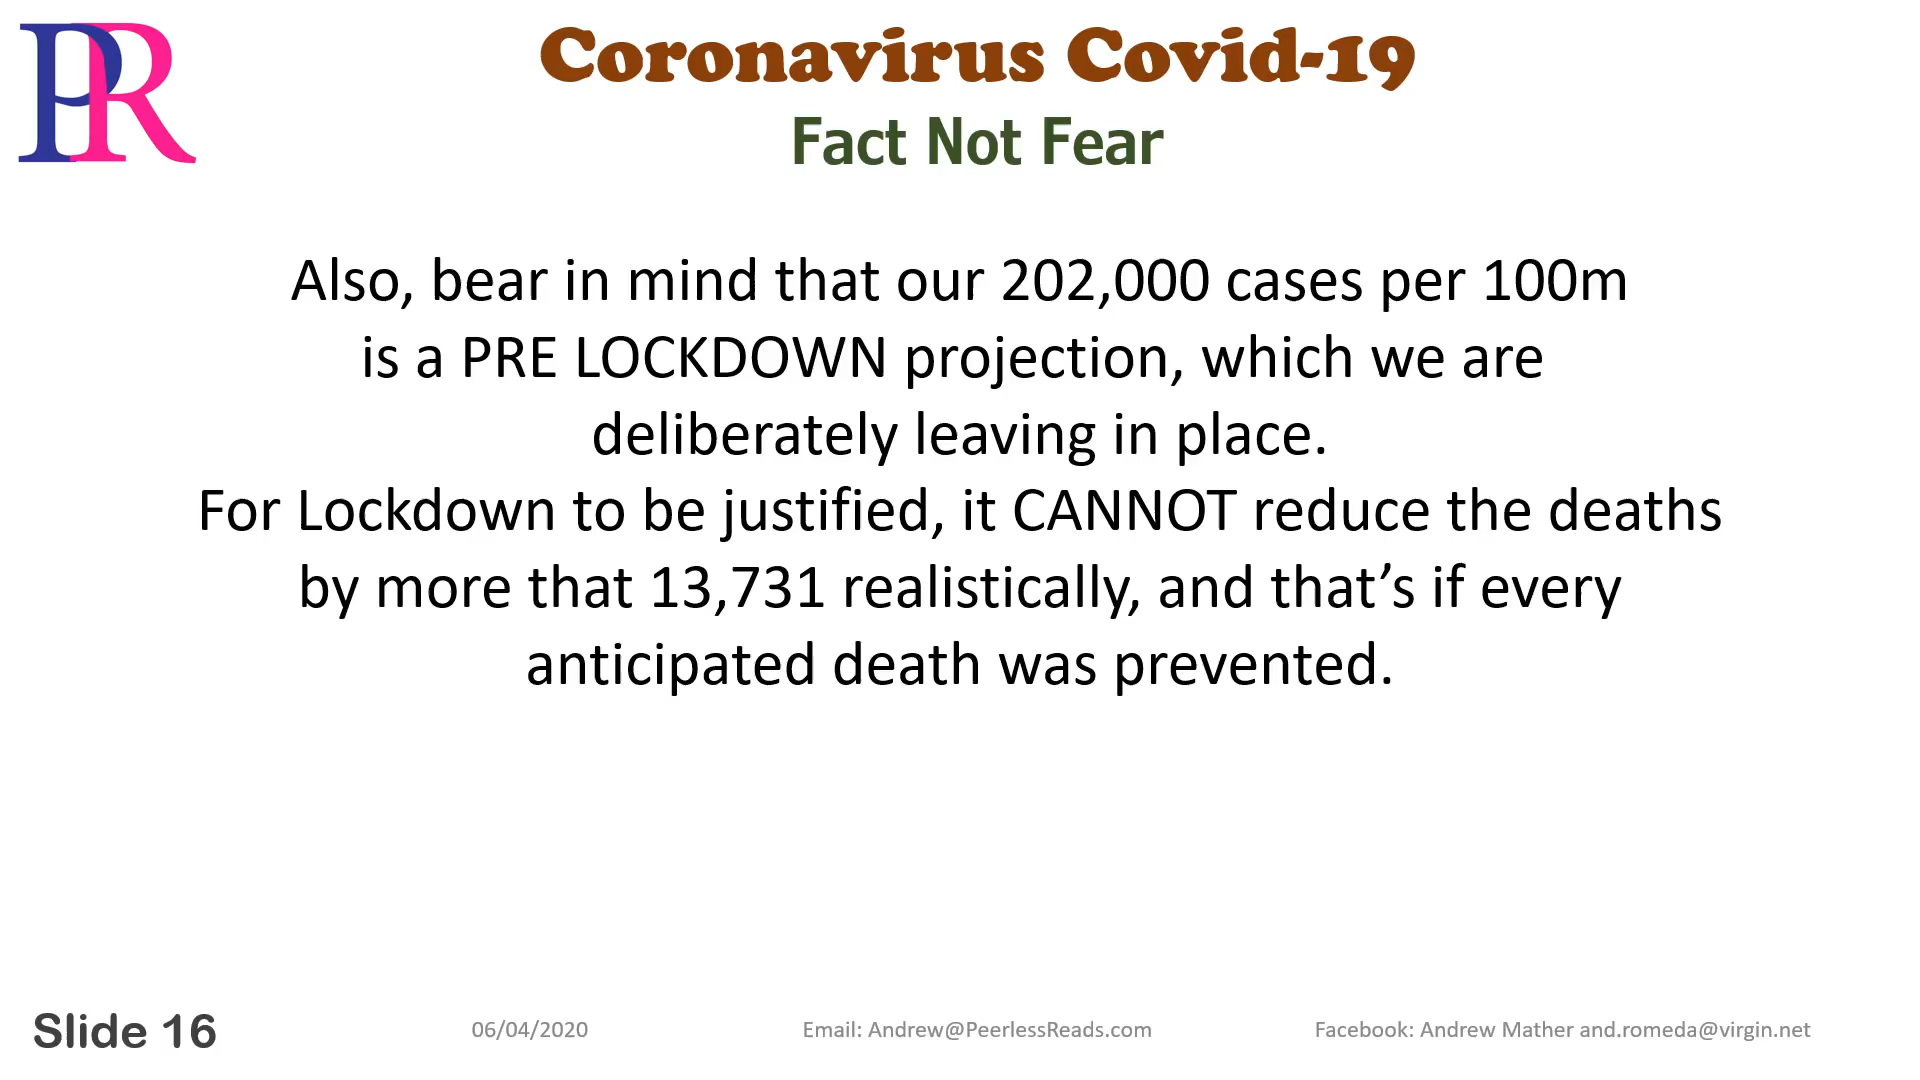 PR
Coronavirus Covid-19
Fact Not Fear
Also, bear in mind that our 202,000 cases per 100m
is a PRE LOCKDOWN projection, which we are
deliberately leaving in place.
For Lockdown to be justified, it CANNOT reduce the deaths
by more that 13,731 realistically, and that’s if every
anticipated death was prevented.
Slide 16
06/04/2020
Email: Andrew@PeerlessReads.com
Facebook: Andrew Mather and.romeda@virgin.net